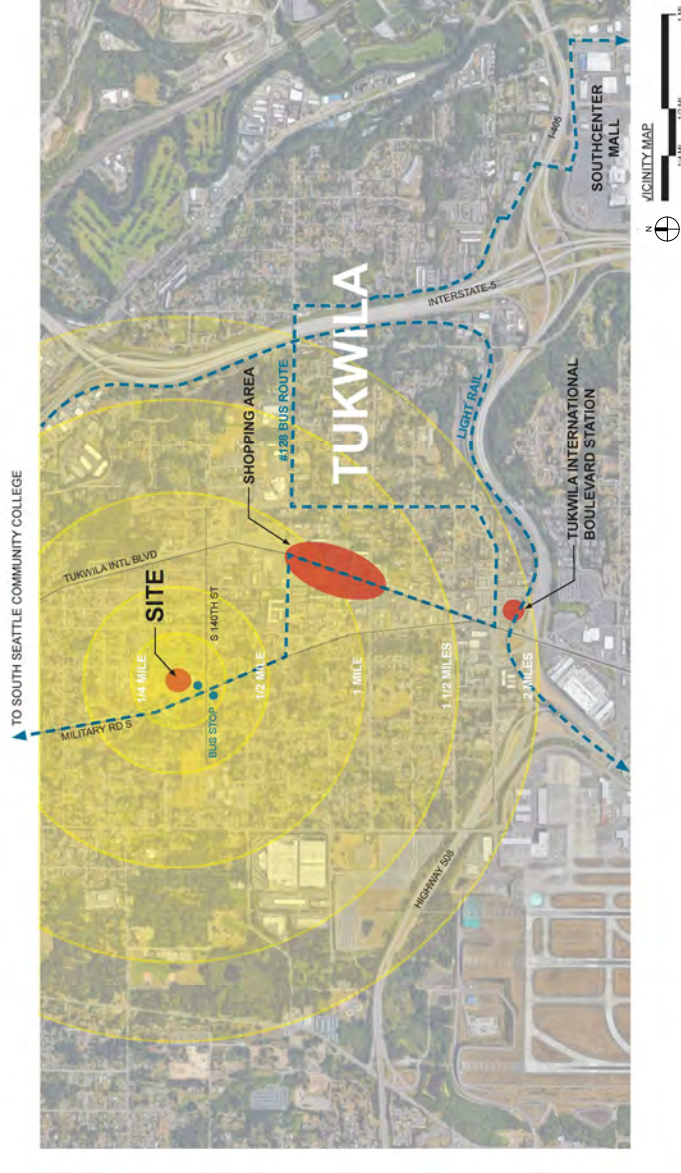 TO SOUTH SEATTLE COMMUNITY COLLEGE
MILITARY RD S
SITE
TUKWILA INTL BLVD
1/4 MILE
BUS STOP
S 140TH ST
1/2 MILE
SHOPPING AREA
#128 BUS ROUTE
TUKWILA
1 MILE
1 1/2 MILES
2 MILES
LIGHT RAIL
INTERSTATE-5
I-405
HIGHWAY 508
TUKWILA INTERNATIONAL
BOULEVARD STATION
SOUTHCENTER
MALL
VICINITY MAP
N